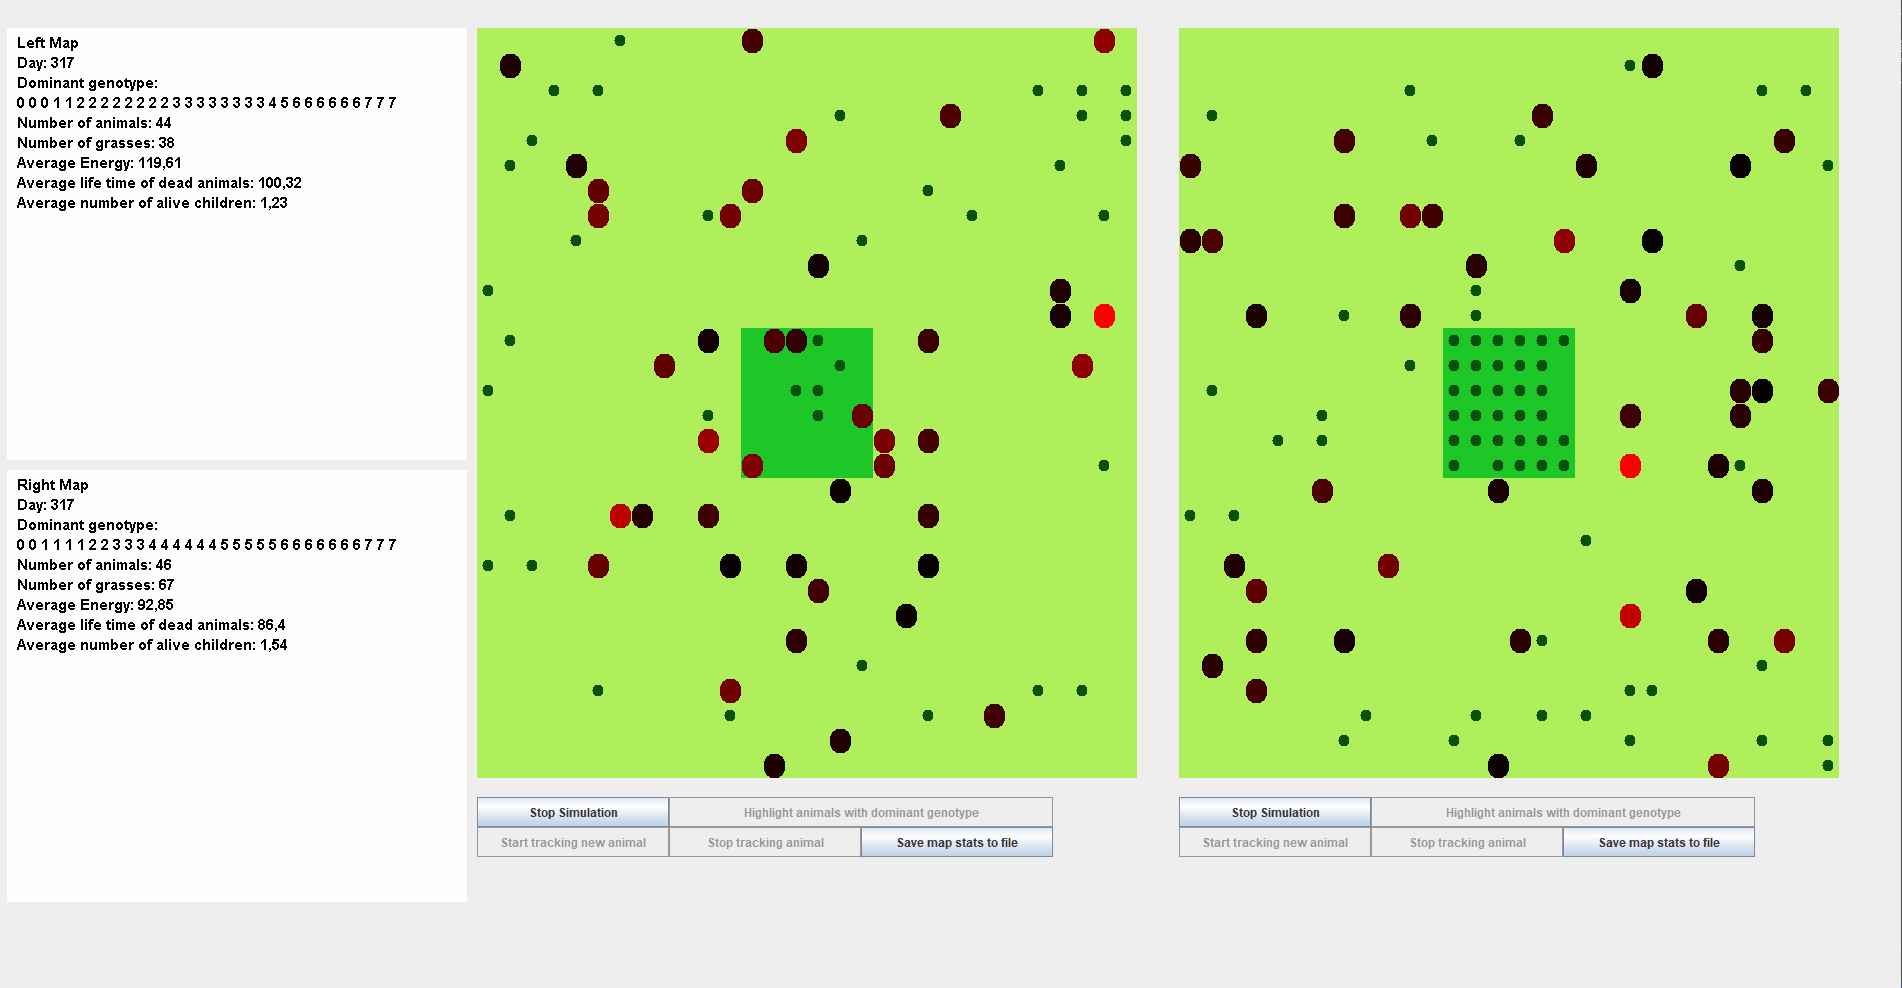 Left Map
Day: 317
Dominant genotype:
0 0 0 1 1 2 2 2 2 2 2 2 2 3 3 3 3 3 3 3 3 4 5 6 6 6 6 6 6 7 7 7
Number of animals: 44
Number of grasses: 38
Average Energy: 119,61
Average life time of dead animals: 100,32
Average number of alive children: 1,23
Right Map
Day: 317
Dominant genotype:
0 0 1 1 1 1 2 2 3 3 3 4 4 4 4 4 4 5 5 5 5 5 6 6 6 6 6 6 6 7 7 7
Number of animals: 46
Number of grasses: 67
Average Energy: 92,85
Average life time of dead animals: 86,4
Average number of alive children: 1,54
Stop Simulation
Highlight animals with dominant genotype
Start tracking new animal
Stop tracking animal
Save map stats to file
Stop Simulation
Highlight animals with dominant genotype
Start tracking new animal
Stop tracking animal
Save map stats to file